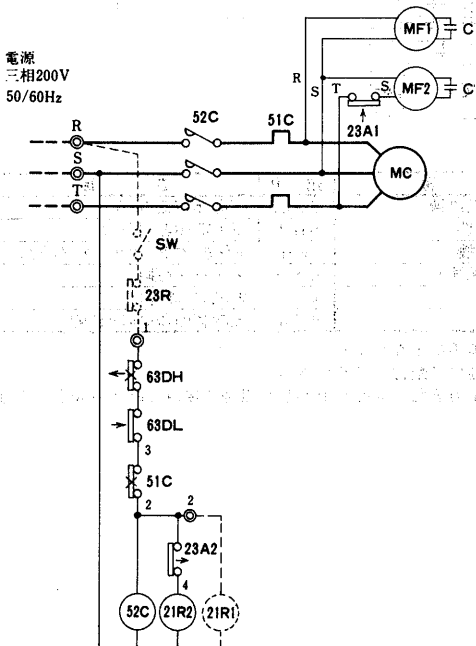 電源
三相200V
50/60Hz
MF1
C
R
S
T
S
MF2
C
23A1
52C
51C
R
S
T
MC
SW
23R
1
63DH
63DL
3
51C
2
2
23A2
4
52C
21R2
21R1